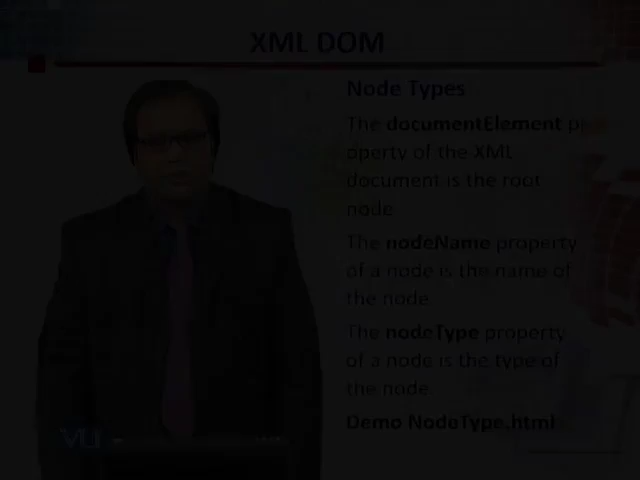 XML DOM
Node Types
The documentElement pr
operty of the XML
document is the root
node.
The nodeName property
of a node is the name of
the node.
The nodeType property
of a node is the type of
the node.
Demo NodeType.html